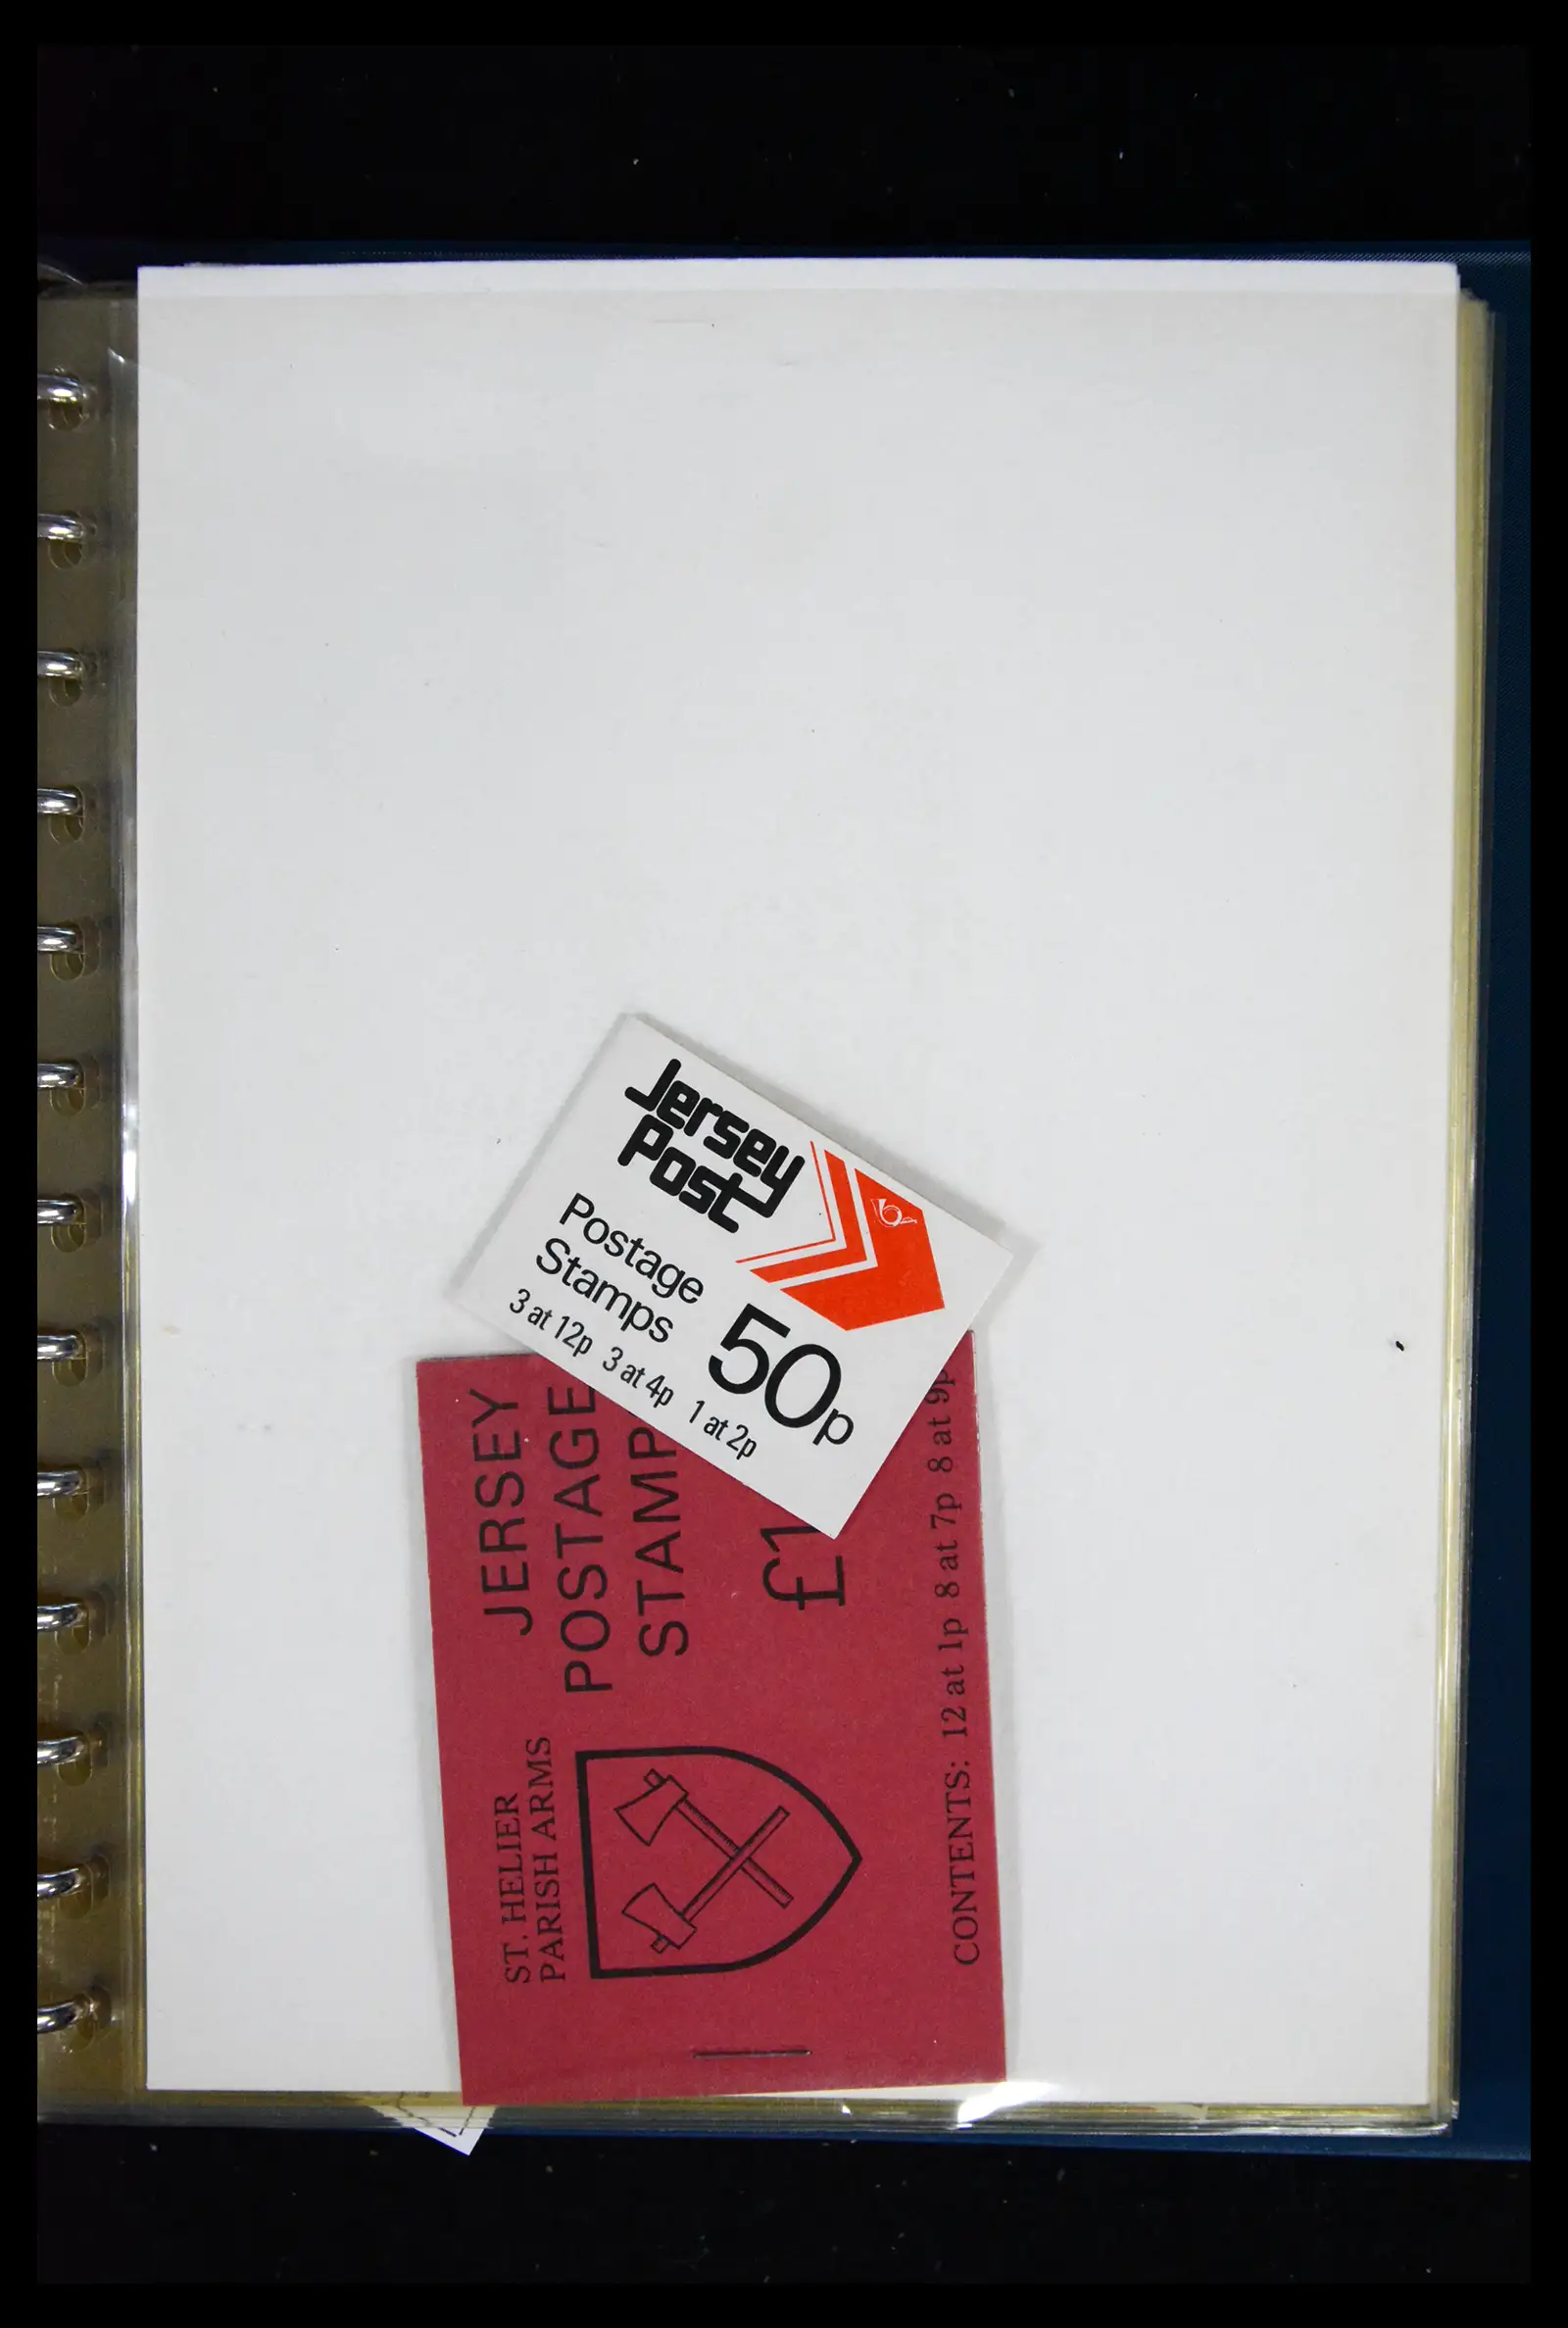 Jersey
Post
Postage
Stamps
50p
3 at 12p 3 at 4p 1 at 2p
JERSEY
POSTAGE
STAMP
£1
ST. HELIER
PARISH ARMS
CONTENTS: 12 at 1p 8 at 7p 8 at 9p